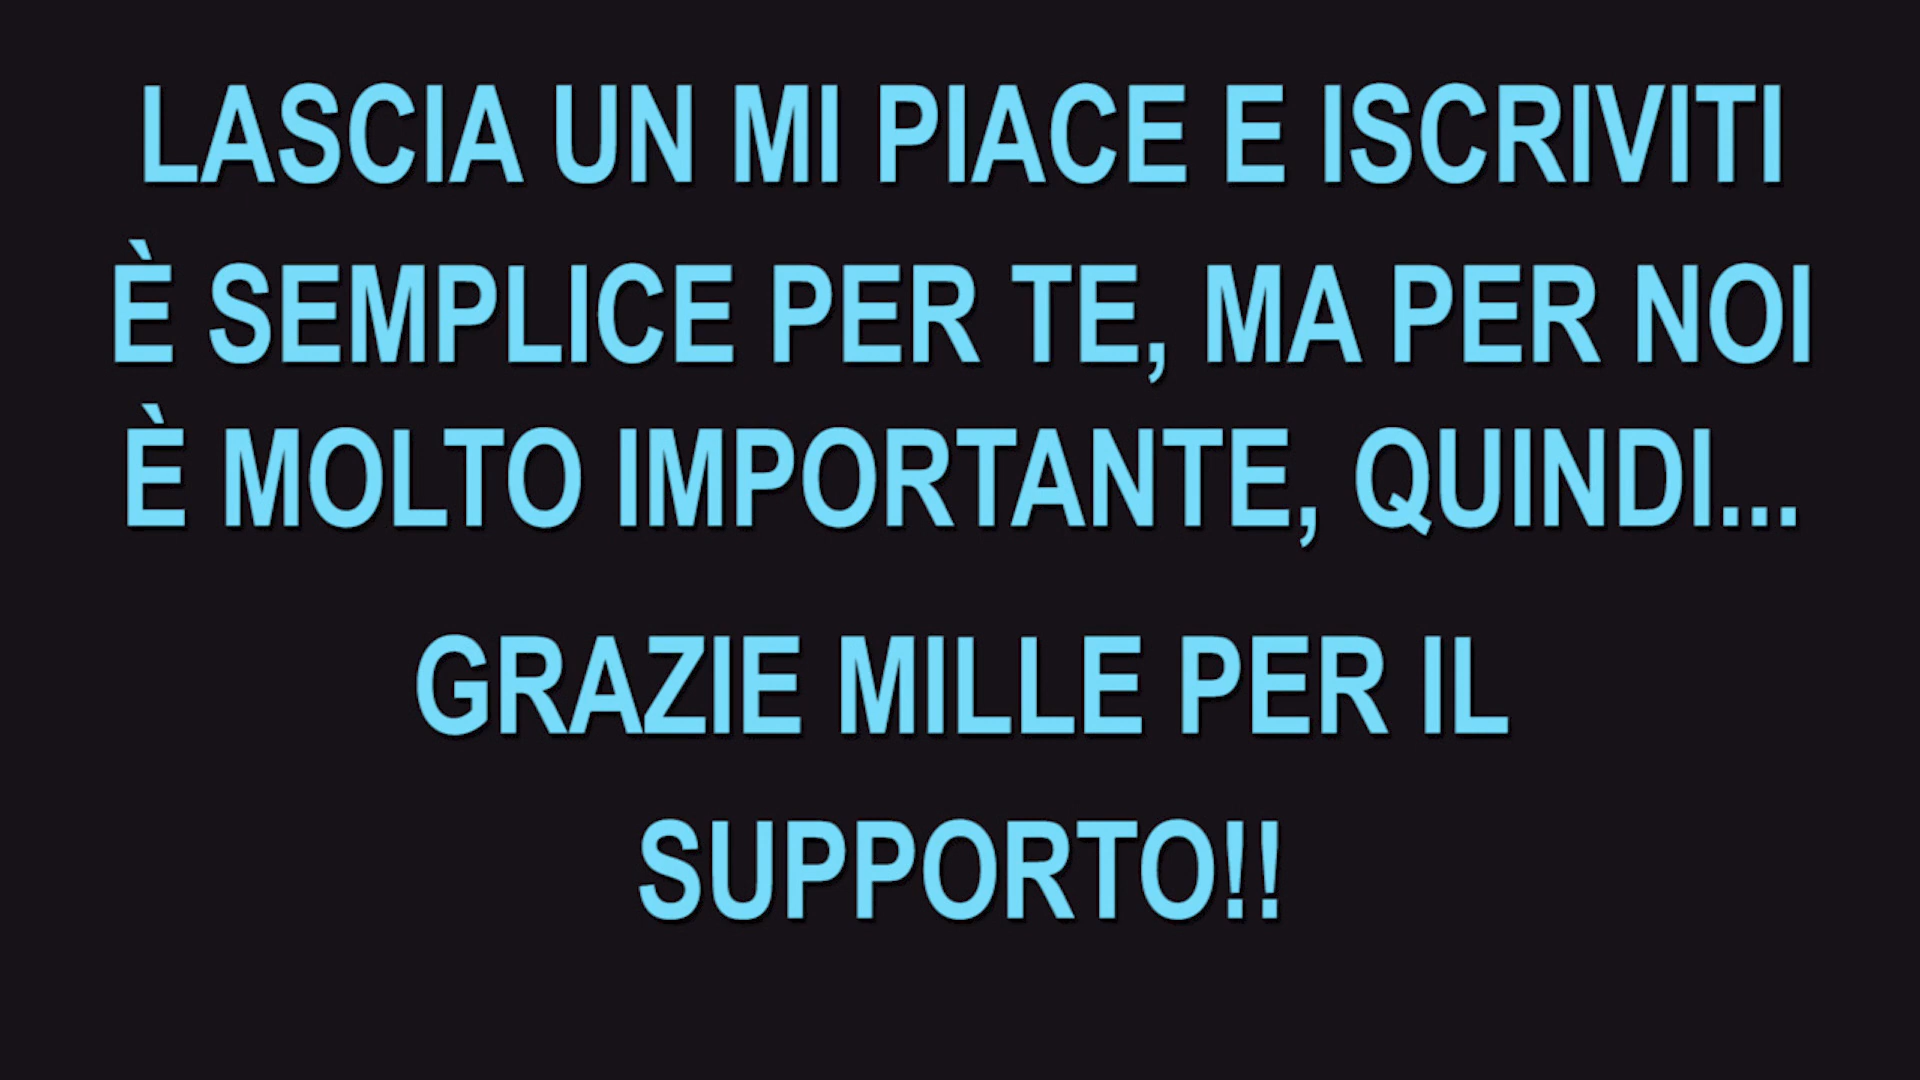 LASCIA UN MI PIACE E ISCRIVITI
È SEMPLICE PER TE, MA PER NOI
È MOLTO IMPORTANTE, QUINDI...
GRAZIE MILLE PER IL
SUPPORTO!!